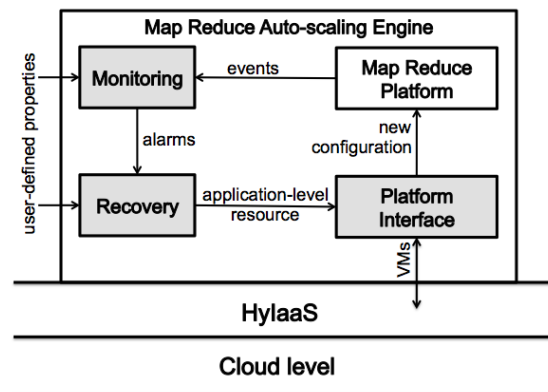 Map Reduce Auto-scaling Engine
user-defined properties
Monitoring
events
Map Reduce
Platform
alarms
new
configuration
Recovery
application-level
resource
Platform
Interface
VMs
HyIaaS
Cloud level